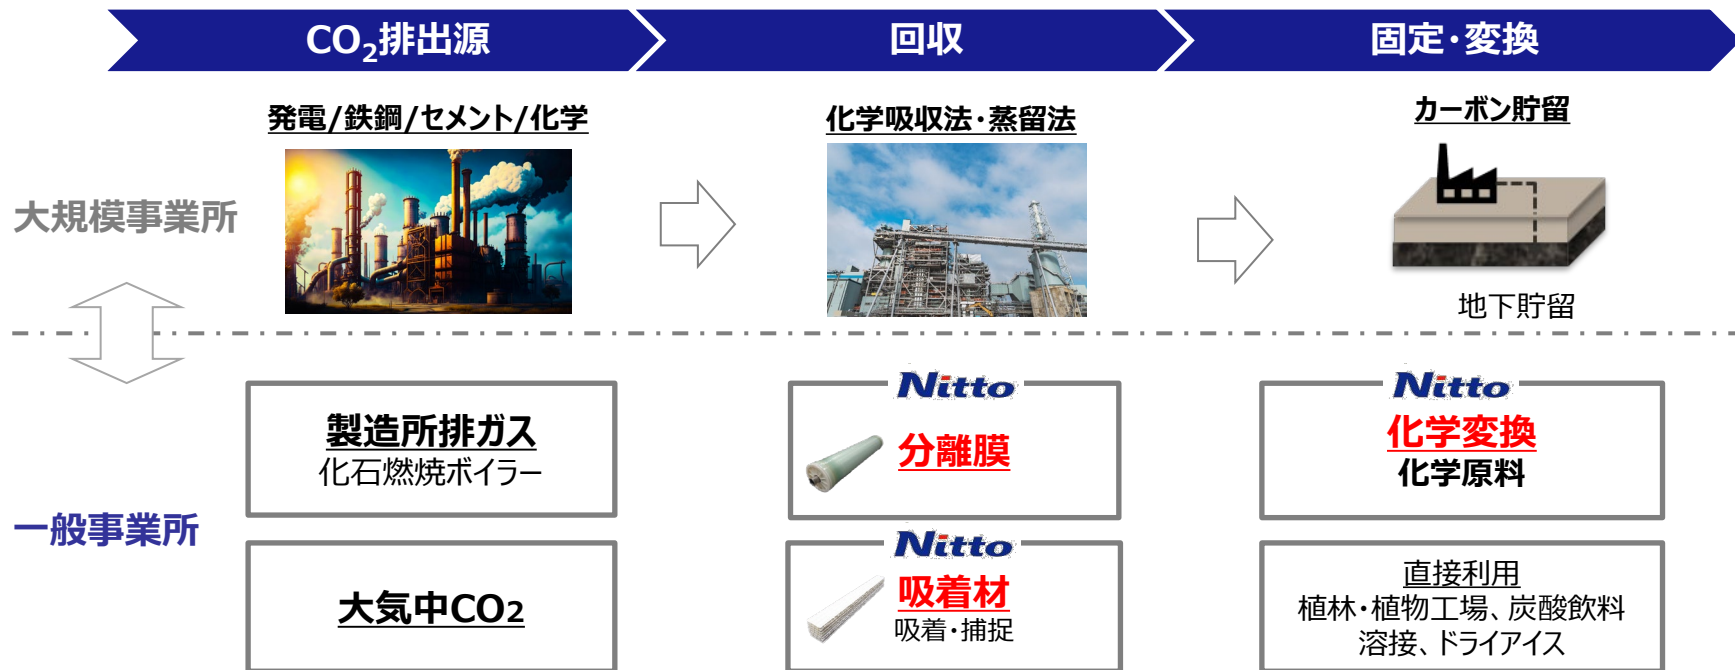 CO₂排出源
回収
固定・変換
発電/鉄鋼/セメント/化学
化学吸収法・蒸留法
カーボン貯留
大規模事業所
地下貯留
一般事業所
製造所排ガス
化石燃焼ボイラー
Nitto
分離膜
Nitto
化学変換
化学原料
大気中CO2
Nitto
吸着材
吸着・捕捉
直接利用
植林・植物工場、炭酸飲料
溶接、ドライアイス